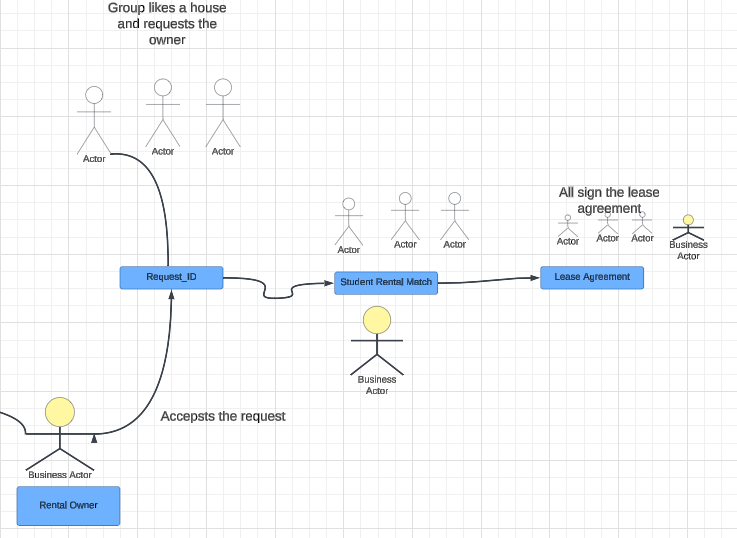 Group likes a house
and requests the
owner
Actor
Actor
Actor
All sign the lease
agreement
Actor
Actor
Actor
Actor
Actor
Actor
Business
Actor
Request_ID
Student Rental Match
Lease Agreement
Business
Actor
Accepsts the request
Business Actor
Rental Owner